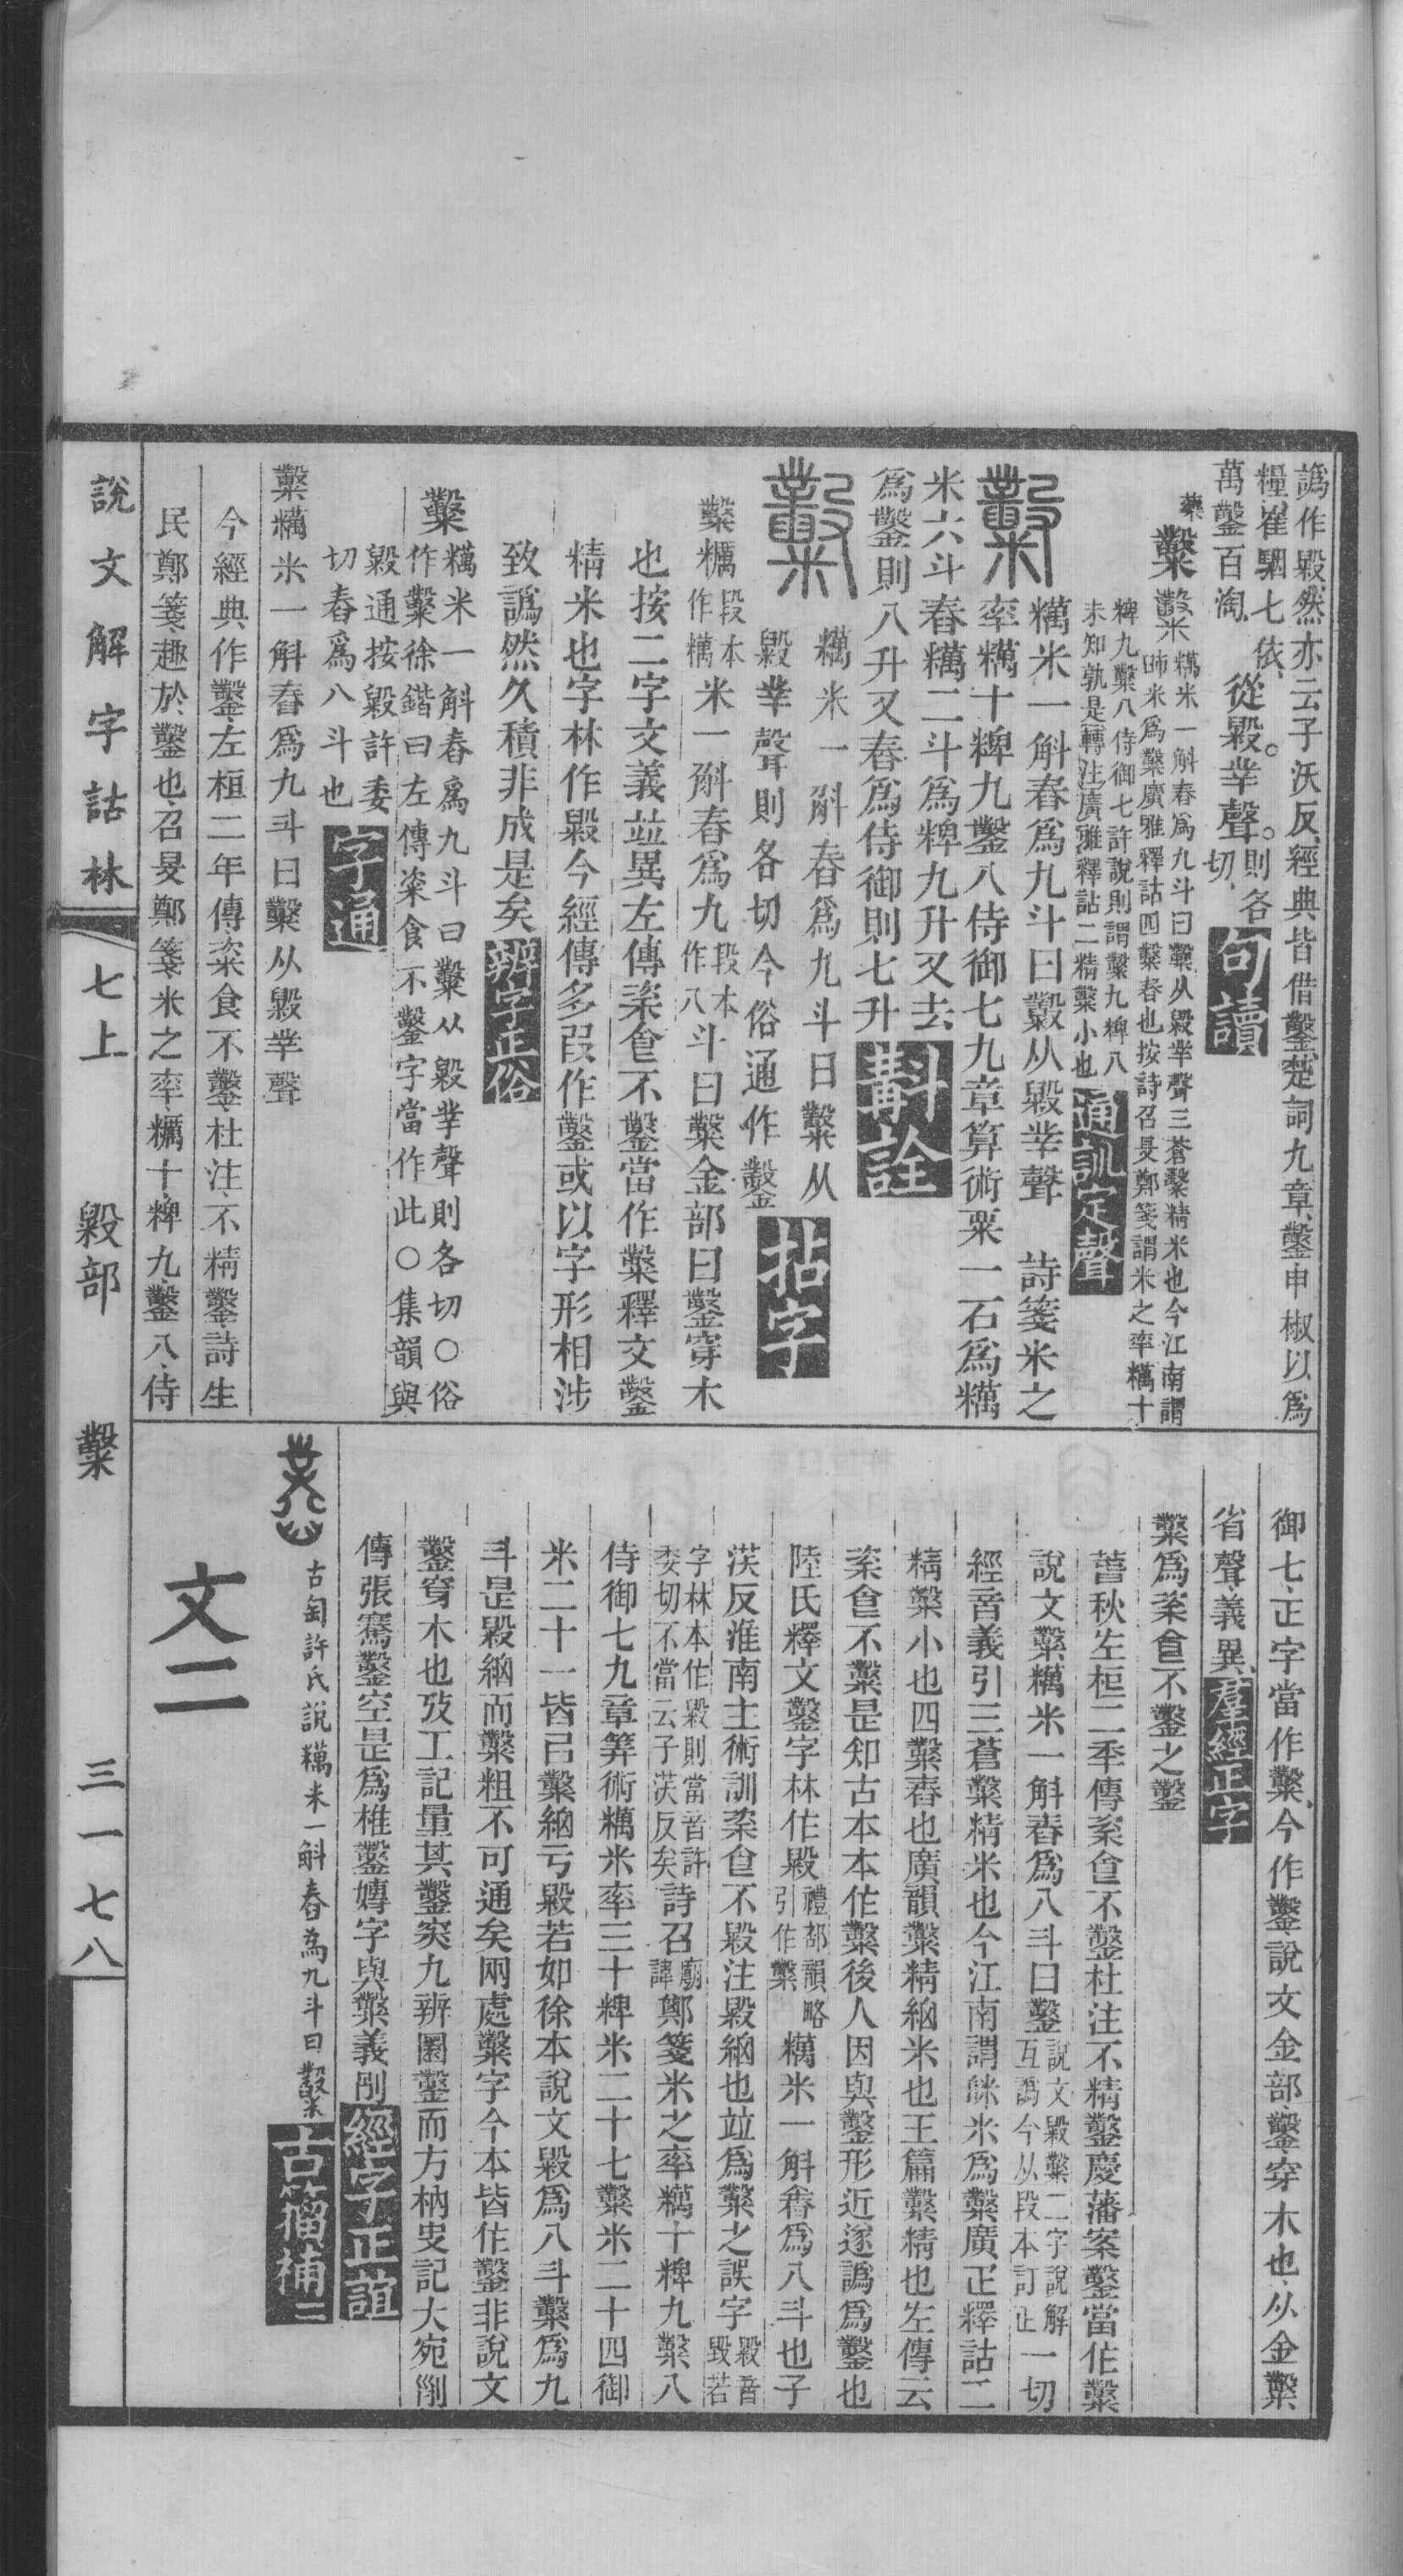 譌作毇然亦云子沃反經典皆借鑿楚詞九章鑿申椒以爲
糧崔駰七依
萬鑿百淘
從毇。丵聲。則各切
句讀
糳
糲米一斛舂爲九斗曰糳从毇丵聲三蒼糳精米也今江南謂
𠂔米爲糳廣雅釋詁四糳舂也按詩召旻鄭箋謂米之率糲十
粺九糳八侍御七許說則謂糳九粺八
未知孰是轉注廣雅釋詁二精糳小也
通訓定聲
糲米一斛舂爲九斗曰糳从毇丵聲 詩箋米之
率糲十粺九鑿八侍御七九章算術粟一石爲糲
米六斗舂糲二斗爲粺九升又去
爲鑿則八升又舂爲侍御則七升
斠詮
糲米一斛舂爲九斗曰糳从
毇丵聲則各切今俗通作鑿
拈字
糳糲段本作糲米一斛舂爲九段本作八斗曰糳金部曰鑿穿木
也按二字文義竝異左傳粢食不鑿當作糳釋文鑿
精米也字林作毇今經傳多叚作鑿或以字形相涉
致譌然久積非成是矣
辨字正俗
糳
糲米一斛舂爲九斗曰糳从毇丵聲則各切○俗
作糳徐鍇曰左傳粢食不鑿字當作此○集韻與
毇通按毇許委
切舂爲八斗也
字通
糳糲米一斛舂爲九斗曰糳从毇丵聲
今經典作鑿左桓二年傳粢食不鑿杜注不精鑿詩生
民鄭箋趣於鑿也召旻鄭箋米之率糲十粺九鑿八侍
御七正字當作糳今作鑿說文金部鑿穿木也从金糳
省聲義異
羣經正字
糳爲粢食不鑿之鑿
萅秋左桓二秊傳粢食不鑿杜注不精鑿慶藩案鑿當作糳
說文糳糲米一斛舂爲八斗曰鑿說文毇糳二字說解互譌今从段本訂正一切
經音義引三蒼糳精米也今江南謂𠂔米爲糳廣疋釋詁二
精糳小也四糳舂也廣韻糳精細米也玉篇糳精也左傳云
粢食不糳是知古本本作糳後人因與鑿形近遂譌爲鑿也
陸氏釋文鑿字林作毇禮部韻略引作糳糲米一斛舂爲八斗也子
沃反淮南主術訓粢食不毇注毇細也竝爲糳之誤字毇音毀若
字林本作毇則當音許委切不當云子沃反矣詩召旻鄭箋米之率糲十粺九糳八
侍御七九章筭術糲米率三十粺米二十七糳米二十四御
米二十一皆㠯糳細亏毇若如徐本說文毇爲八斗糳爲九
斗是毇細而糳粗不可通矣网處糳字今本皆作鑿非說文
鑿穿木也攷工記量其鑿㴱九辨圜鑿而方枘史記大宛𠛱
傳張騫鑿空是爲椎鑿專字與糳義別
經字正誼
古匋許氏說糲米一斛舂為九斗曰糳
古籀補二
文二
說文解字詁林 七上 毇部 糳 三一七八